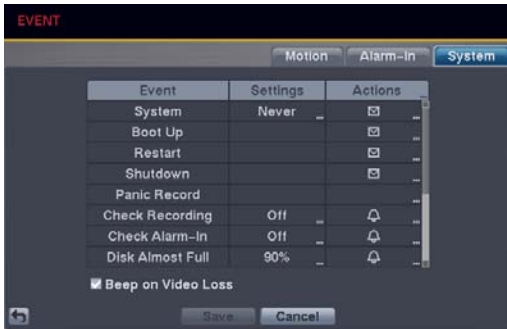 EVENT
Motion Alarm-In System
Event Settings Actions
System Never
Boot Up
Restart
Shutdown
Panic Record
Check Recording Off
Check Alarm-In Off
Disk Almost Full 90%
Beep on Video Loss
Save Cancel